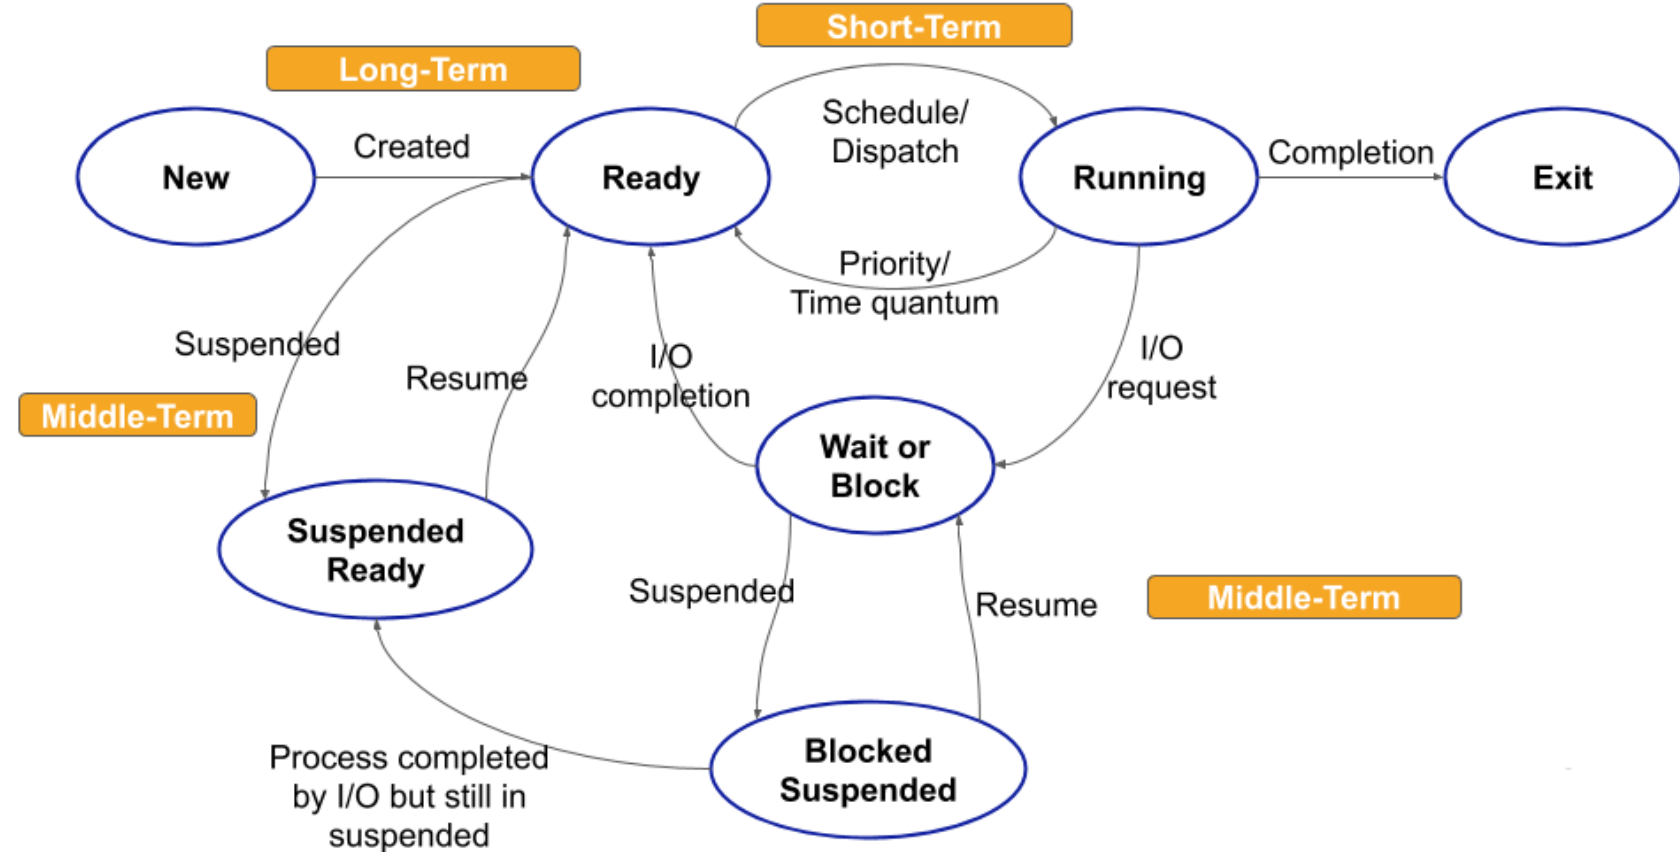 Short-Term
Long-Term
Schedule/
Dispatch
Created
Completion
New
Ready
Running
Exit
Priority/
Time quantum
Suspended
Resume
I/O
completion
I/O
request
Middle-Term
Wait or
Block
Suspended
Ready
Suspended
Resume
Middle-Term
Blocked
Suspended
Process completed
by I/O but still in
suspended